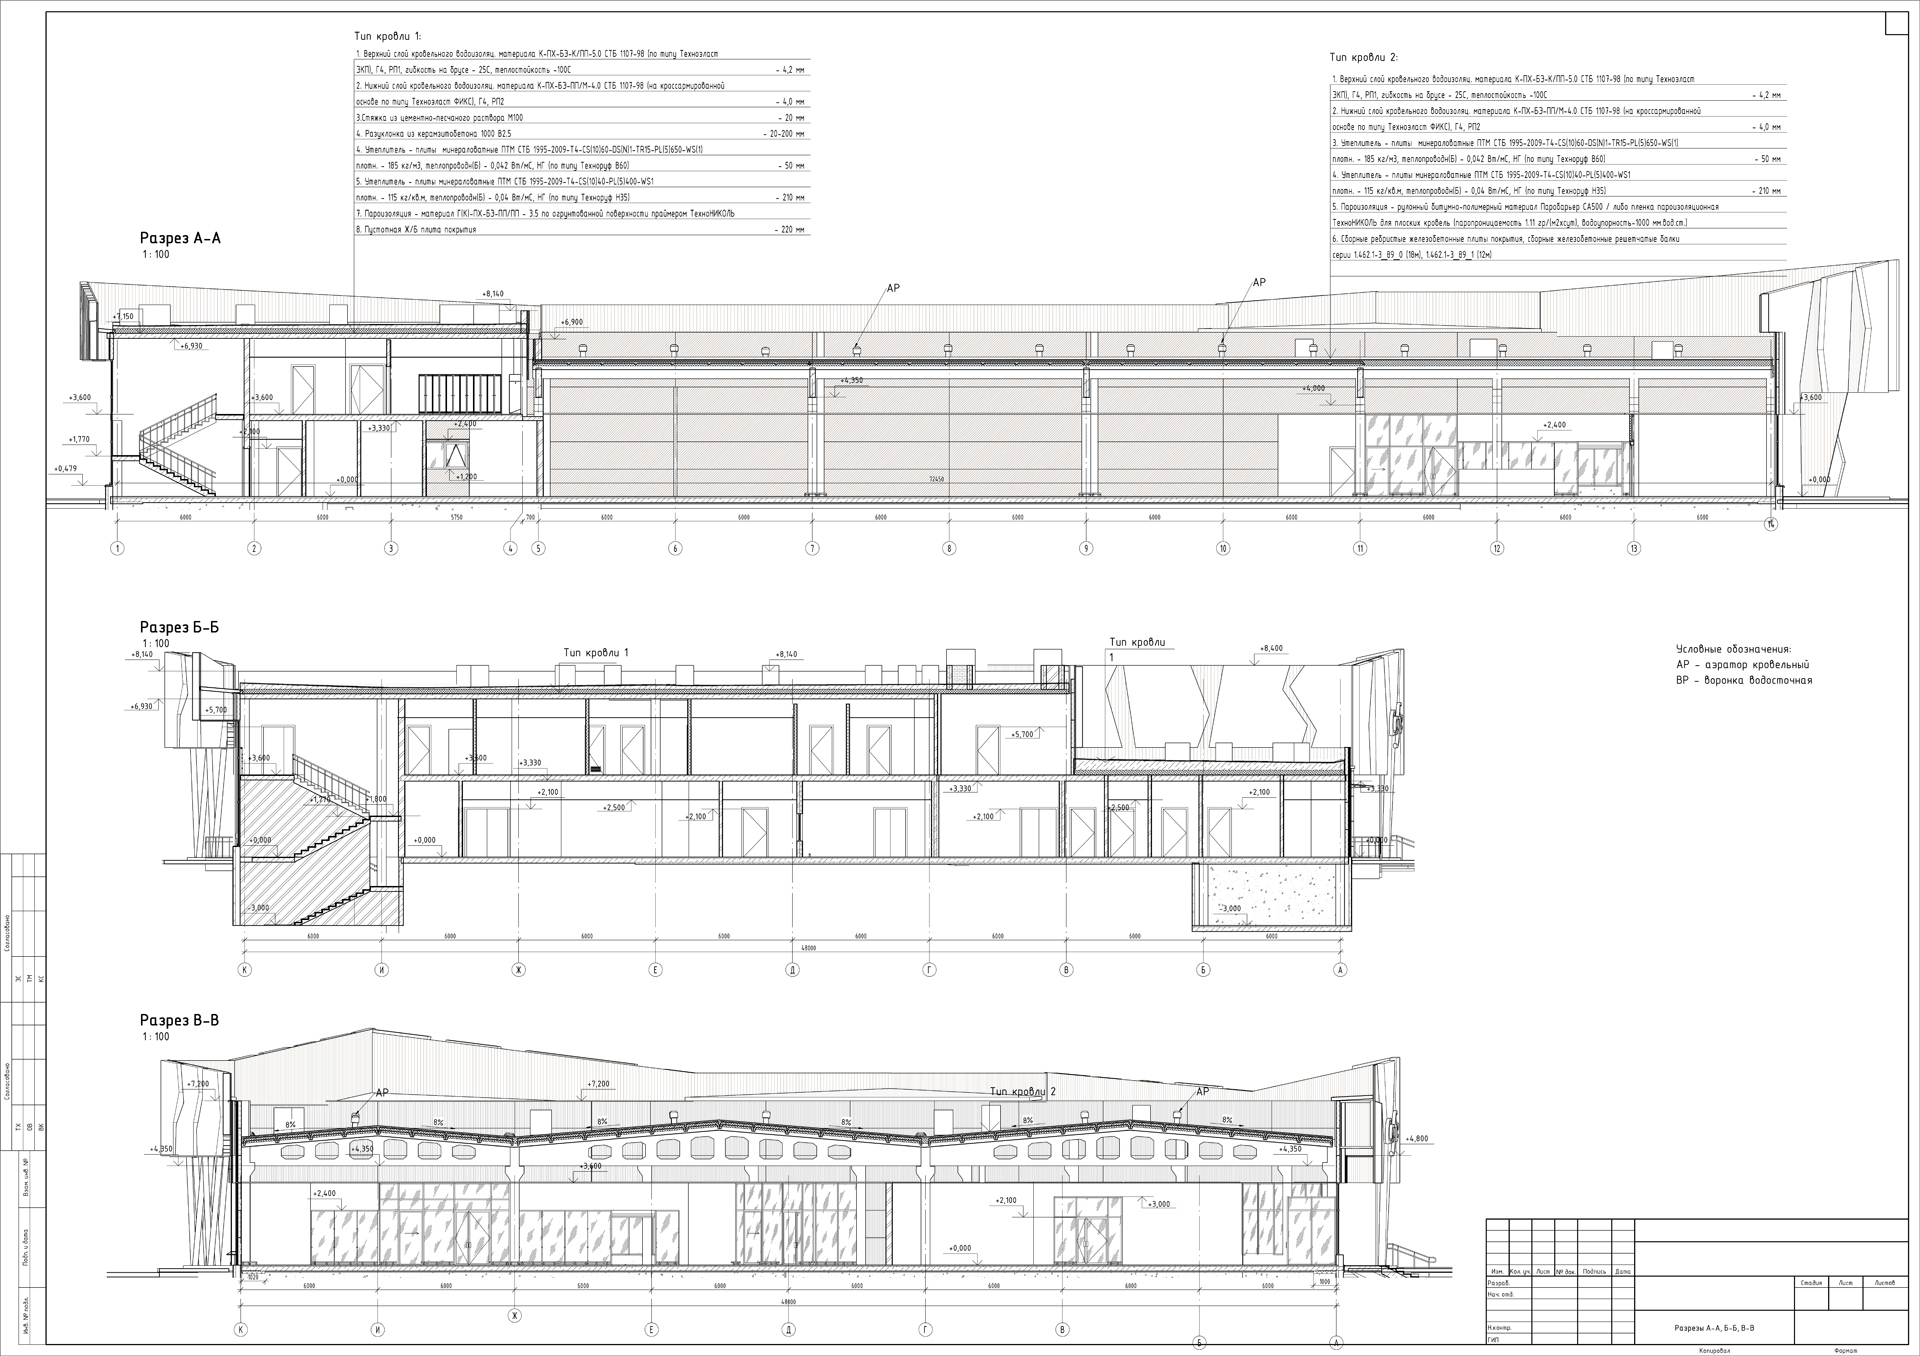 Тип кровли 1:
1. Верхний слой кровельного водоизоляц. материала К-ПХ-БЭ-К/ПП-5.0 СТБ 1107-98 (по типу Техноэласт
ЭКП), Г4, РП1, гибкость на брусе - 25С, теплостойкость -100С - 4,2 мм
2. Нижний слой кровельного водоизоляц. материала К-ПХ-БЭ-ПП/М-4.0 СТБ 1107-98 (на кроссармированной
основе по типу Техноэласт ФИКС), Г4, РП2 - 4,0 мм
3.Стяжка из цементно-песчаного раствора М100 - 20 мм
4. Разуклонка из керамзитобетона 1000 В2.5 - 20-200 мм
4. Утеплитель - плиты минераловатные ПТМ СТБ 1995-2009-Т4-CS(10)60-DS(N)1-TR15-PL(5)650-WS(1)
плотн. - 185 кг/м3, теплопроводн(Б) - 0,042 Вт/мС, НГ (по типу Техноруф В60) - 50 мм
5. Утеплитель - плиты минераловатные ПТМ СТБ 1995-2009-Т4-CS(10)40-PL(5)400-WS1
плотн. - 115 кг/кв.м, теплопроводн(Б) - 0,04 Вт/мС, НГ (по типу Техноруф Н35) - 210 мм
7. Пароизоляция - материал Г(К)-ПХ-БЭ-ПП/ПП - 3.5 по огрунтованной поверхности праймером ТехноНИКОЛЬ
8. Пустотная Ж/Б плита покрытия - 220 мм
Тип кровли 2:
1. Верхний слой кровельного водоизоляц. материала К-ПХ-БЭ-К/ПП-5.0 СТБ 1107-98 (по типу Техноэласт
ЭКП), Г4, РП1, гибкость на брусе - 25С, теплостойкость -100С - 4,2 мм
2. Нижний слой кровельного водоизоляц. материала К-ПХ-БЭ-ПП/М-4.0 СТБ 1107-98 (на кроссармированной
основе по типу Техноэласт ФИКС), Г4, РП2 - 4,0 мм
3. Утеплитель - плиты минераловатные ПТМ СТБ 1995-2009-Т4-CS(10)60-DS(N)1-TR15-PL(5)650-WS(1)
плотн. - 185 кг/м3, теплопроводн(Б) - 0,042 Вт/мС, НГ (по типу Техноруф В60) - 50 мм
4. Утеплитель - плиты минераловатные ПТМ СТБ 1995-2009-Т4-CS(10)40-PL(5)400-WS1
плотн. - 115 кг/кв.м, теплопроводн(Б) - 0,04 Вт/мС, НГ (по типу Техноруф Н35) - 210 мм
5. Пароизоляция - рулонный битумно-полимерный материал Паробарьер СА500 / либо пленка пароизоляционная
ТехноНИКОЛЬ для плоских кровель (паропроницаемость 1.11 гр/(м2хсут), водоупорность-1000 мм.вод.ст.)
6. Сборные ребристые железобетонные плиты покрытия, сборные железобетонные решетчатые балки
серии 1.462.1-3_89_0 (18м), 1.462.1-3_89_1 (12м)
Разрез А-А
1 : 100
+8,140
АР
АР
+7,150
+6,900
+6,930
+4,350
+4,000
+3,600
+3,600
+3,600
+3,330
+2,400
+2,400
+2,100
+1,770
+1,200
+0,479
+0,000
72450
+0,000
6000 6000 5750 700 6000 6000 6000 6000 6000 6000 6000 6000 6000
1 2 3 4 5 6 7 8 9 10 11 12 13 14
Разрез Б-Б
1 : 100
Тип кровли 1
Тип кровли
1
+8,140
+8,140
+8,400
+6,930
+5,700
+5,700
+3,600
+3,600
+3,330
+3,330
+3,330
+1,770
+1,800
+2,100
+2,500
+2,100
+2,100
+2,500
+2,100
+0,000
+0,000
+0,000
-3,000
-3,000
6000 6000 6000 6000 6000 6000 6000 6000
48000
К И Ж Е Д Г В Б А
Условные обозначения:
АР - аэратор кровельный
ВР - воронка водосточная
Разрез В-В
1 : 100
+7,200
АР
+7,200
Тип кровли 2
АР
8% 8% 8% 8% 8% 8%
+4,350
+4,350
+4,350
+4,800
+3,600
+2,400
+2,100
+3,000
+0,000
1020
1000
6000 6000 6000 6000 6000 6000 6000 6000
48000
К И Ж Е Д Г В Б А
Согласовано
ЭС ТМ КС
Согласовано
ТХ ОВ ВК
Взам. инв. №
Подп. и дата
Инв. № подл.
Изм. Кол. уч. Лист № док. Подпись Дата
Разраб.
Нач. отд.
Н.контр.
ГИП
Стадия Лист Листов
Разрезы А-А, Б-Б, В-В
Копировал Формат